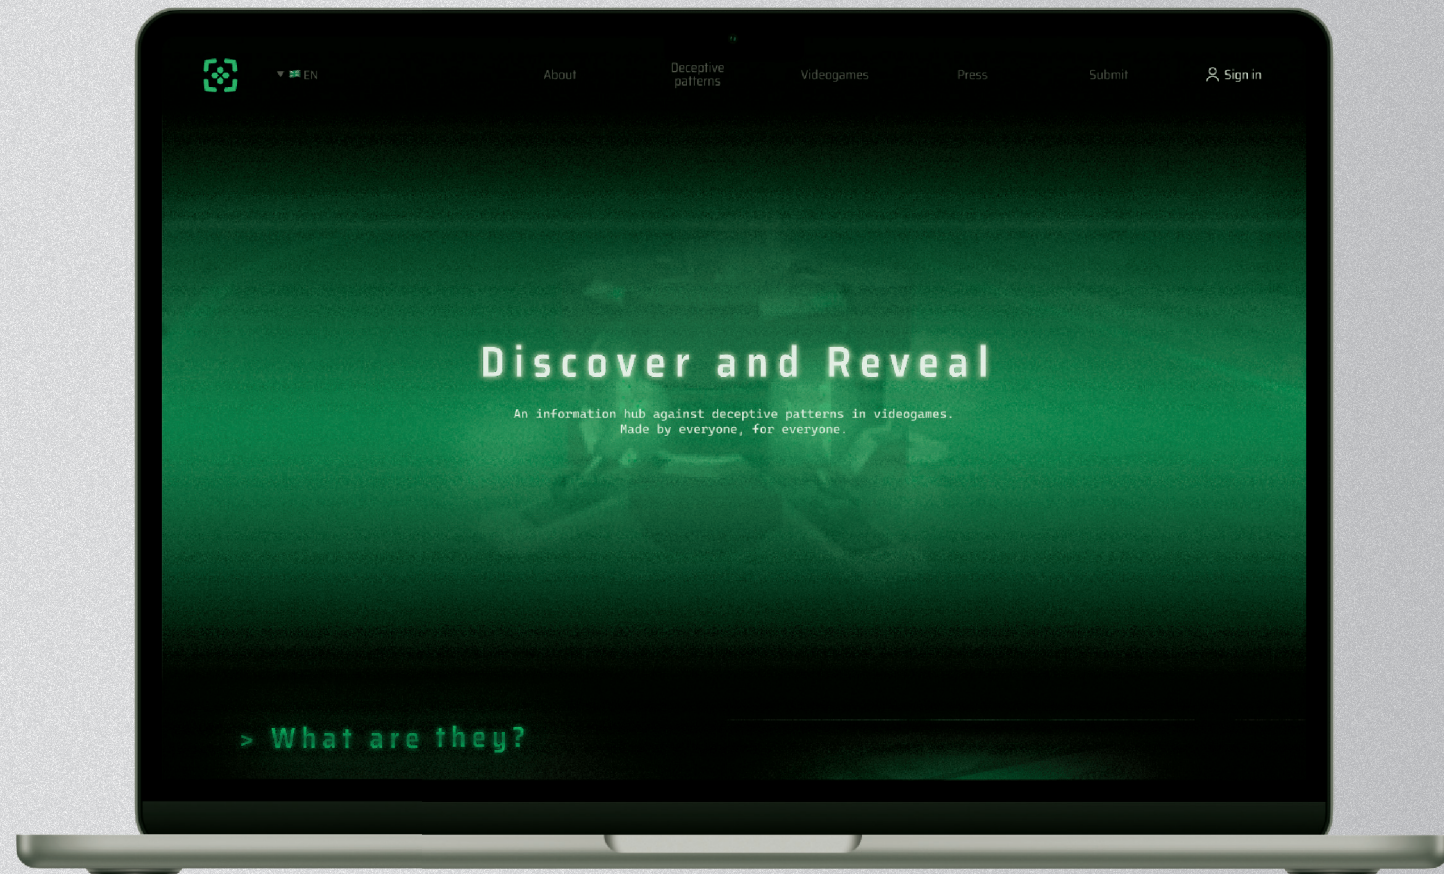 EN
About
Deceptive
patterns
Videogames
Press
Submit
Sign in
Discover and Reveal
An information hub against deceptive patterns in videogames.
Made by everyone, for everyone.
> What are they?